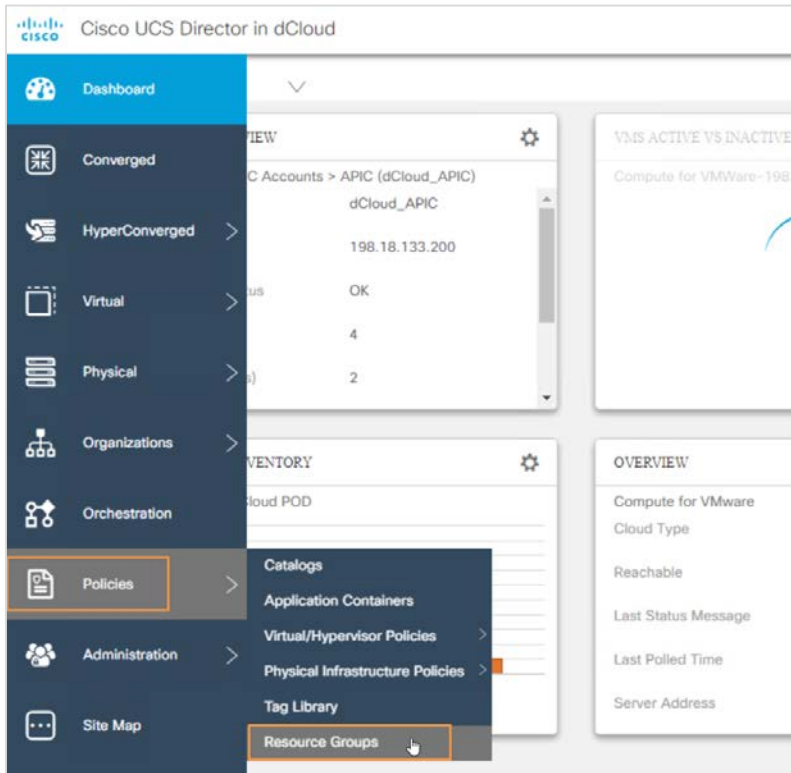 CISCO Cisco UCS Director in dCloud
Dashboard
Converged
HyperConverged
Virtual
Physical
Organizations
Orchestration
Policies
Administration
Site Map
Catalogs
Application Containers
Virtual/Hypervisor Policies
Physical Infrastructure Policies
Tag Library
Resource Groups
IEW
C Accounts > APIC (dCloud_APIC)
dCloud_APIC
198.18.133.200
tus OK
4
s) 2
VMS ACTIVE VS INACTIVE
Compute for VMWare-198
VENTORY
Cloud POD
OVERVIEW
Compute for VMware
Cloud Type
Reachable
Last Status Message
Last Polled Time
Server Address